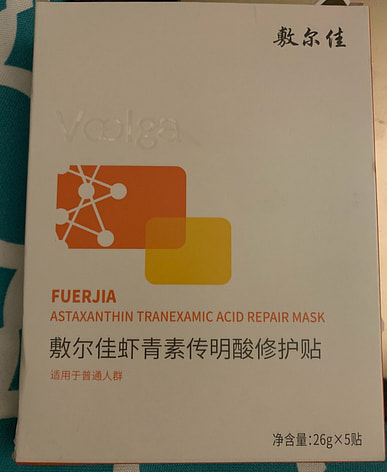 敷尔佳
Voolga
FUERJIA
ASTAXANTHIN TRANEXAMIC ACID REPAIR MASK
敷尔佳虾青素传明酸修护贴
适用于普通人群
净含量：26g×5贴